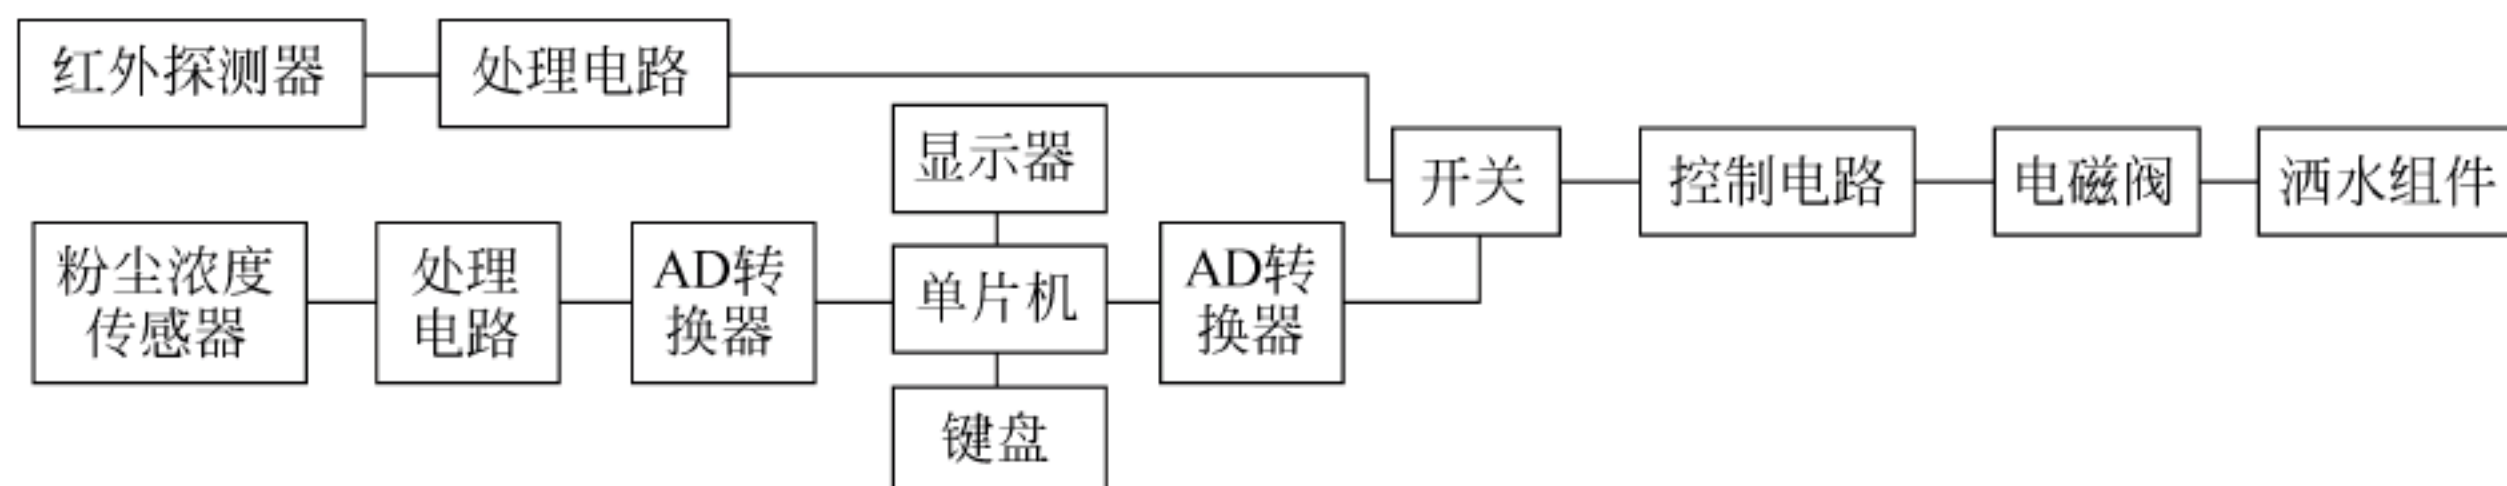 红外探测器
处理电路
显示器
开关
控制电路
电磁阀
洒水组件
粉尘浓度
传感器
处理
电路
AD转
换器
单片机
AD转
换器
键盘